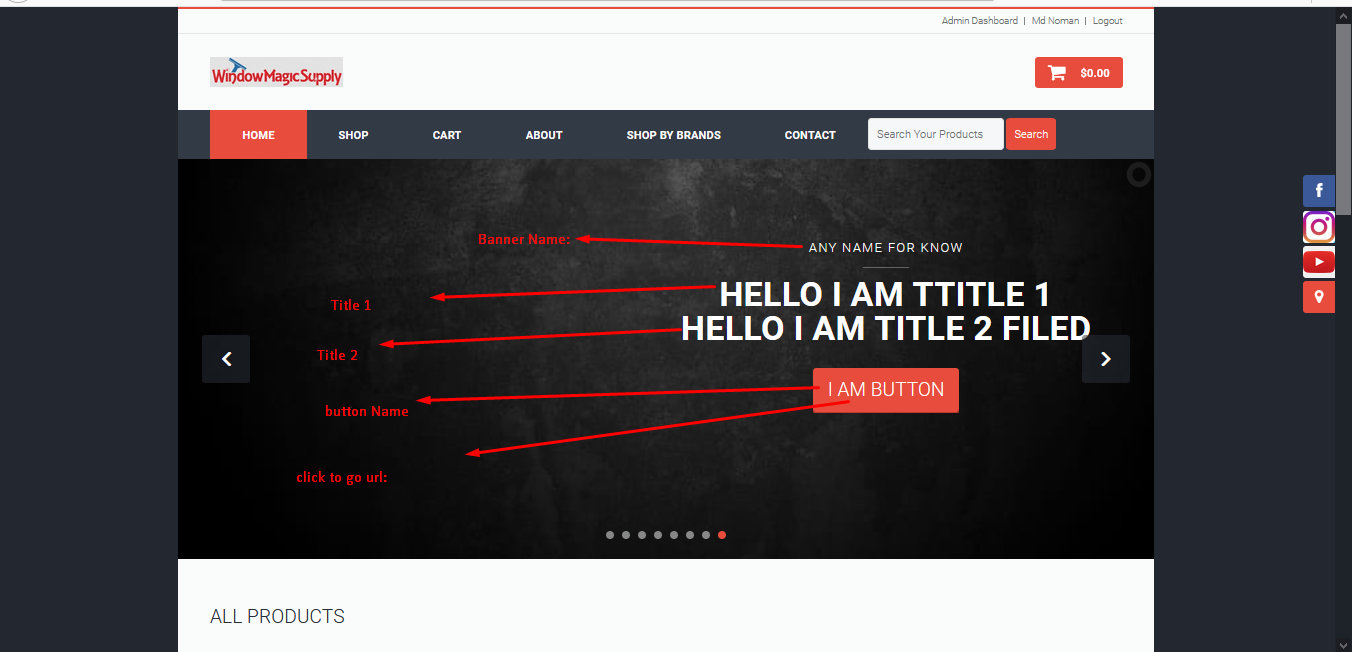 Admin Dashboard | Md Noman | Logout
WindowMagicSupply
$0.00
HOME SHOP CART ABOUT SHOP BY BRANDS CONTACT Search Your Products Search
f
Banner Name:
ANY NAME FOR KNOW
Title 1
HELLO I AM TTITLE 1
HELLO I AM TITLE 2 FILED
Title 2
I AM BUTTON
button Name
click to go url:
ALL PRODUCTS